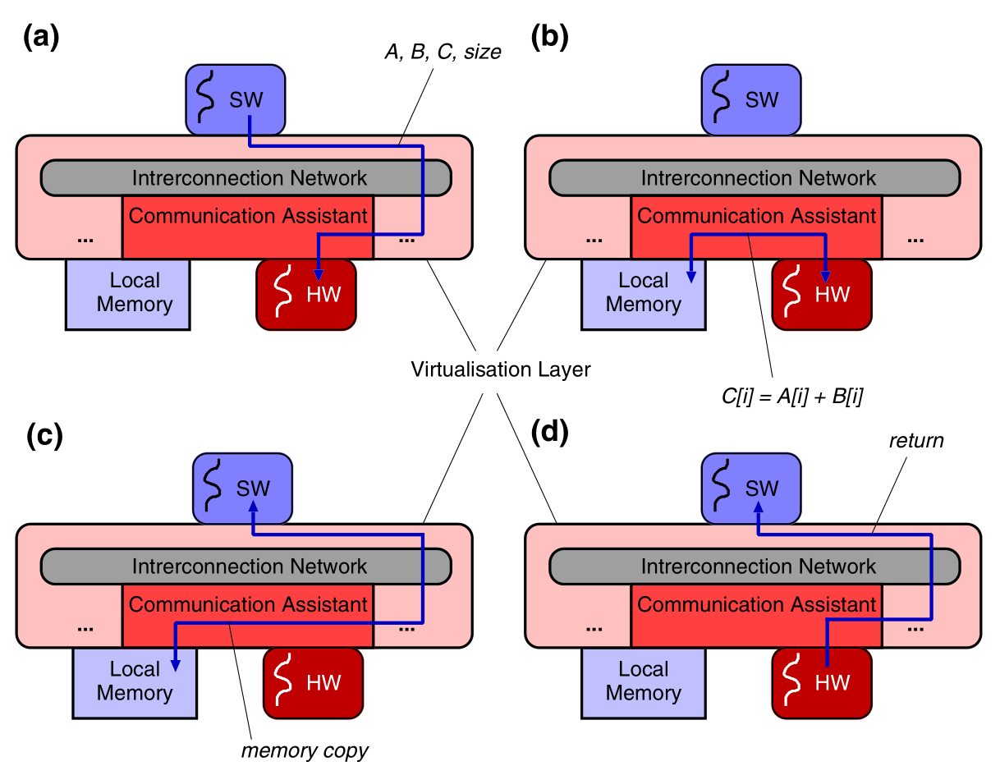 (a)
A, B, C, size
SW
Intrerconnection Network
Communication Assistant
...
...
Local
Memory
HW
(b)
SW
Intrerconnection Network
Communication Assistant
...
...
Local
Memory
HW
Virtualisation Layer
C[i] = A[i] + B[i]
(c)
SW
Intrerconnection Network
Communication Assistant
...
...
Local
Memory
HW
memory copy
(d)
return
SW
Intrerconnection Network
Communication Assistant
...
...
Local
Memory
HW